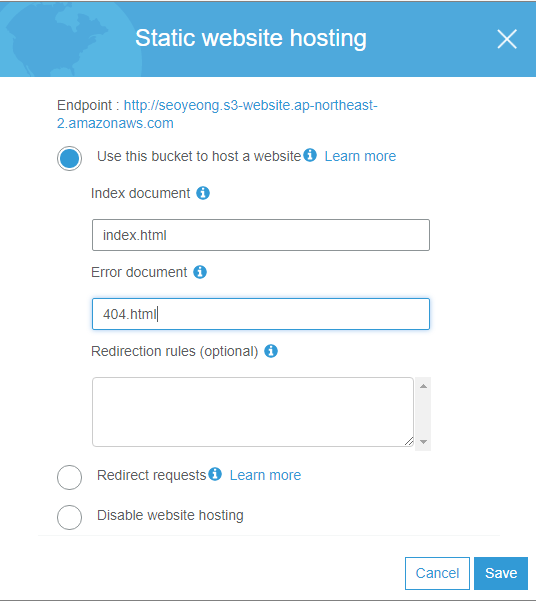 Static website hosting
Endpoint : http://seoyeong.s3-website.ap-northeast-
2.amazonaws.com
Use this bucket to host a website Learn more
Index document
index.html
Error document
404.html
Redirection rules (optional)
Redirect requests Learn more
Disable website hosting
Cancel Save